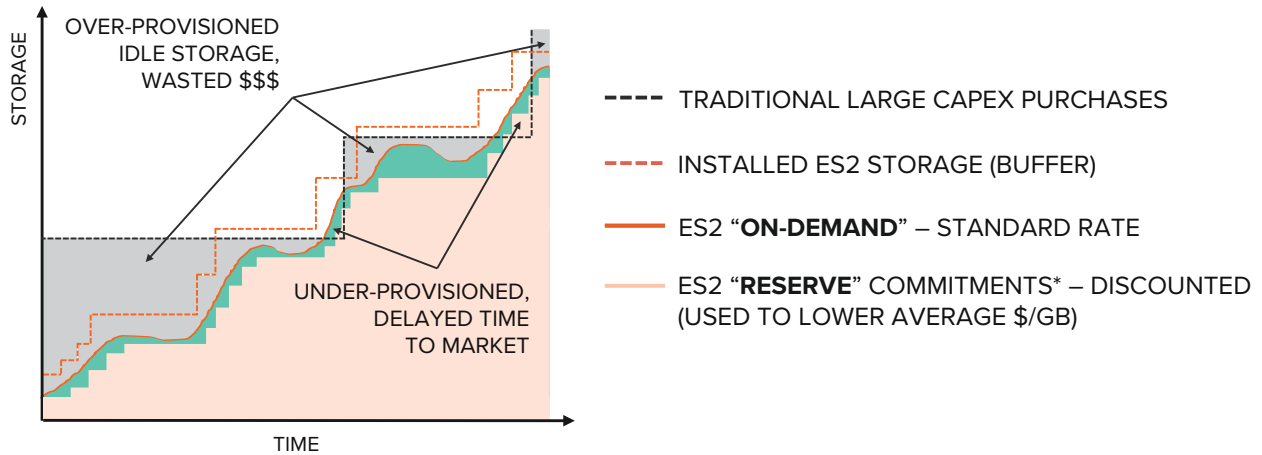 OVER-PROVISIONED
IDLE STORAGE,
WASTED $$$
STORAGE
UNDER-PROVISIONED,
DELAYED TIME
TO MARKET
TIME
TRADITIONAL LARGE CAPEX PURCHASES
INSTALLED ES2 STORAGE (BUFFER)
ES2 “ON-DEMAND” – STANDARD RATE
ES2 “RESERVE” COMMITMENTS* – DISCOUNTED
(USED TO LOWER AVERAGE $/GB)